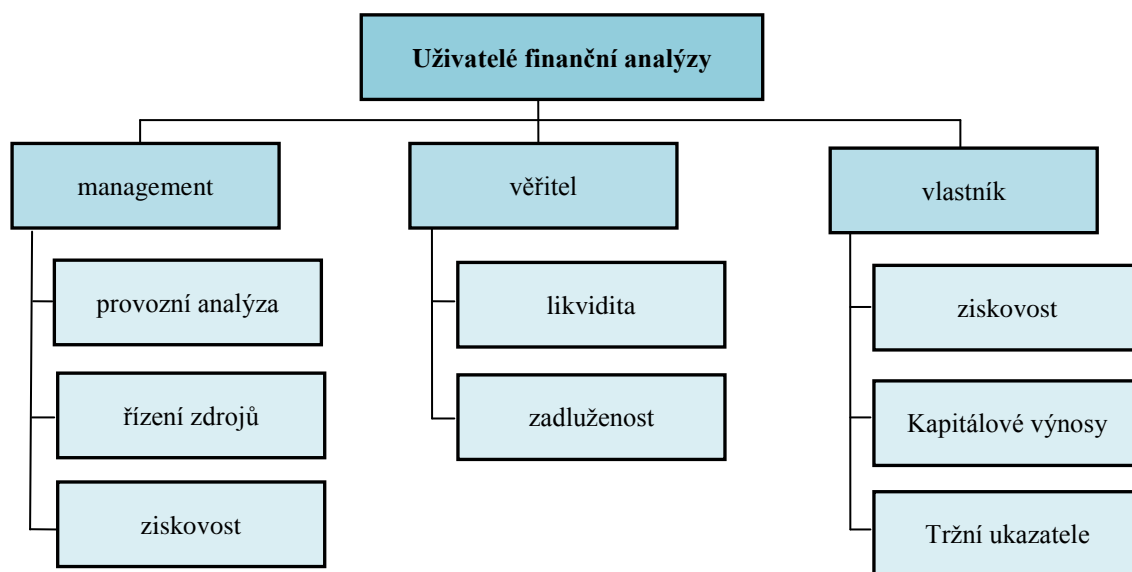 Uživatelé finanční analýzy
management
věřitel
vlastník
provozní analýza
řízení zdrojů
ziskovost
likvidita
zadluženost
ziskovost
Kapitálové výnosy
Tržní ukazatele